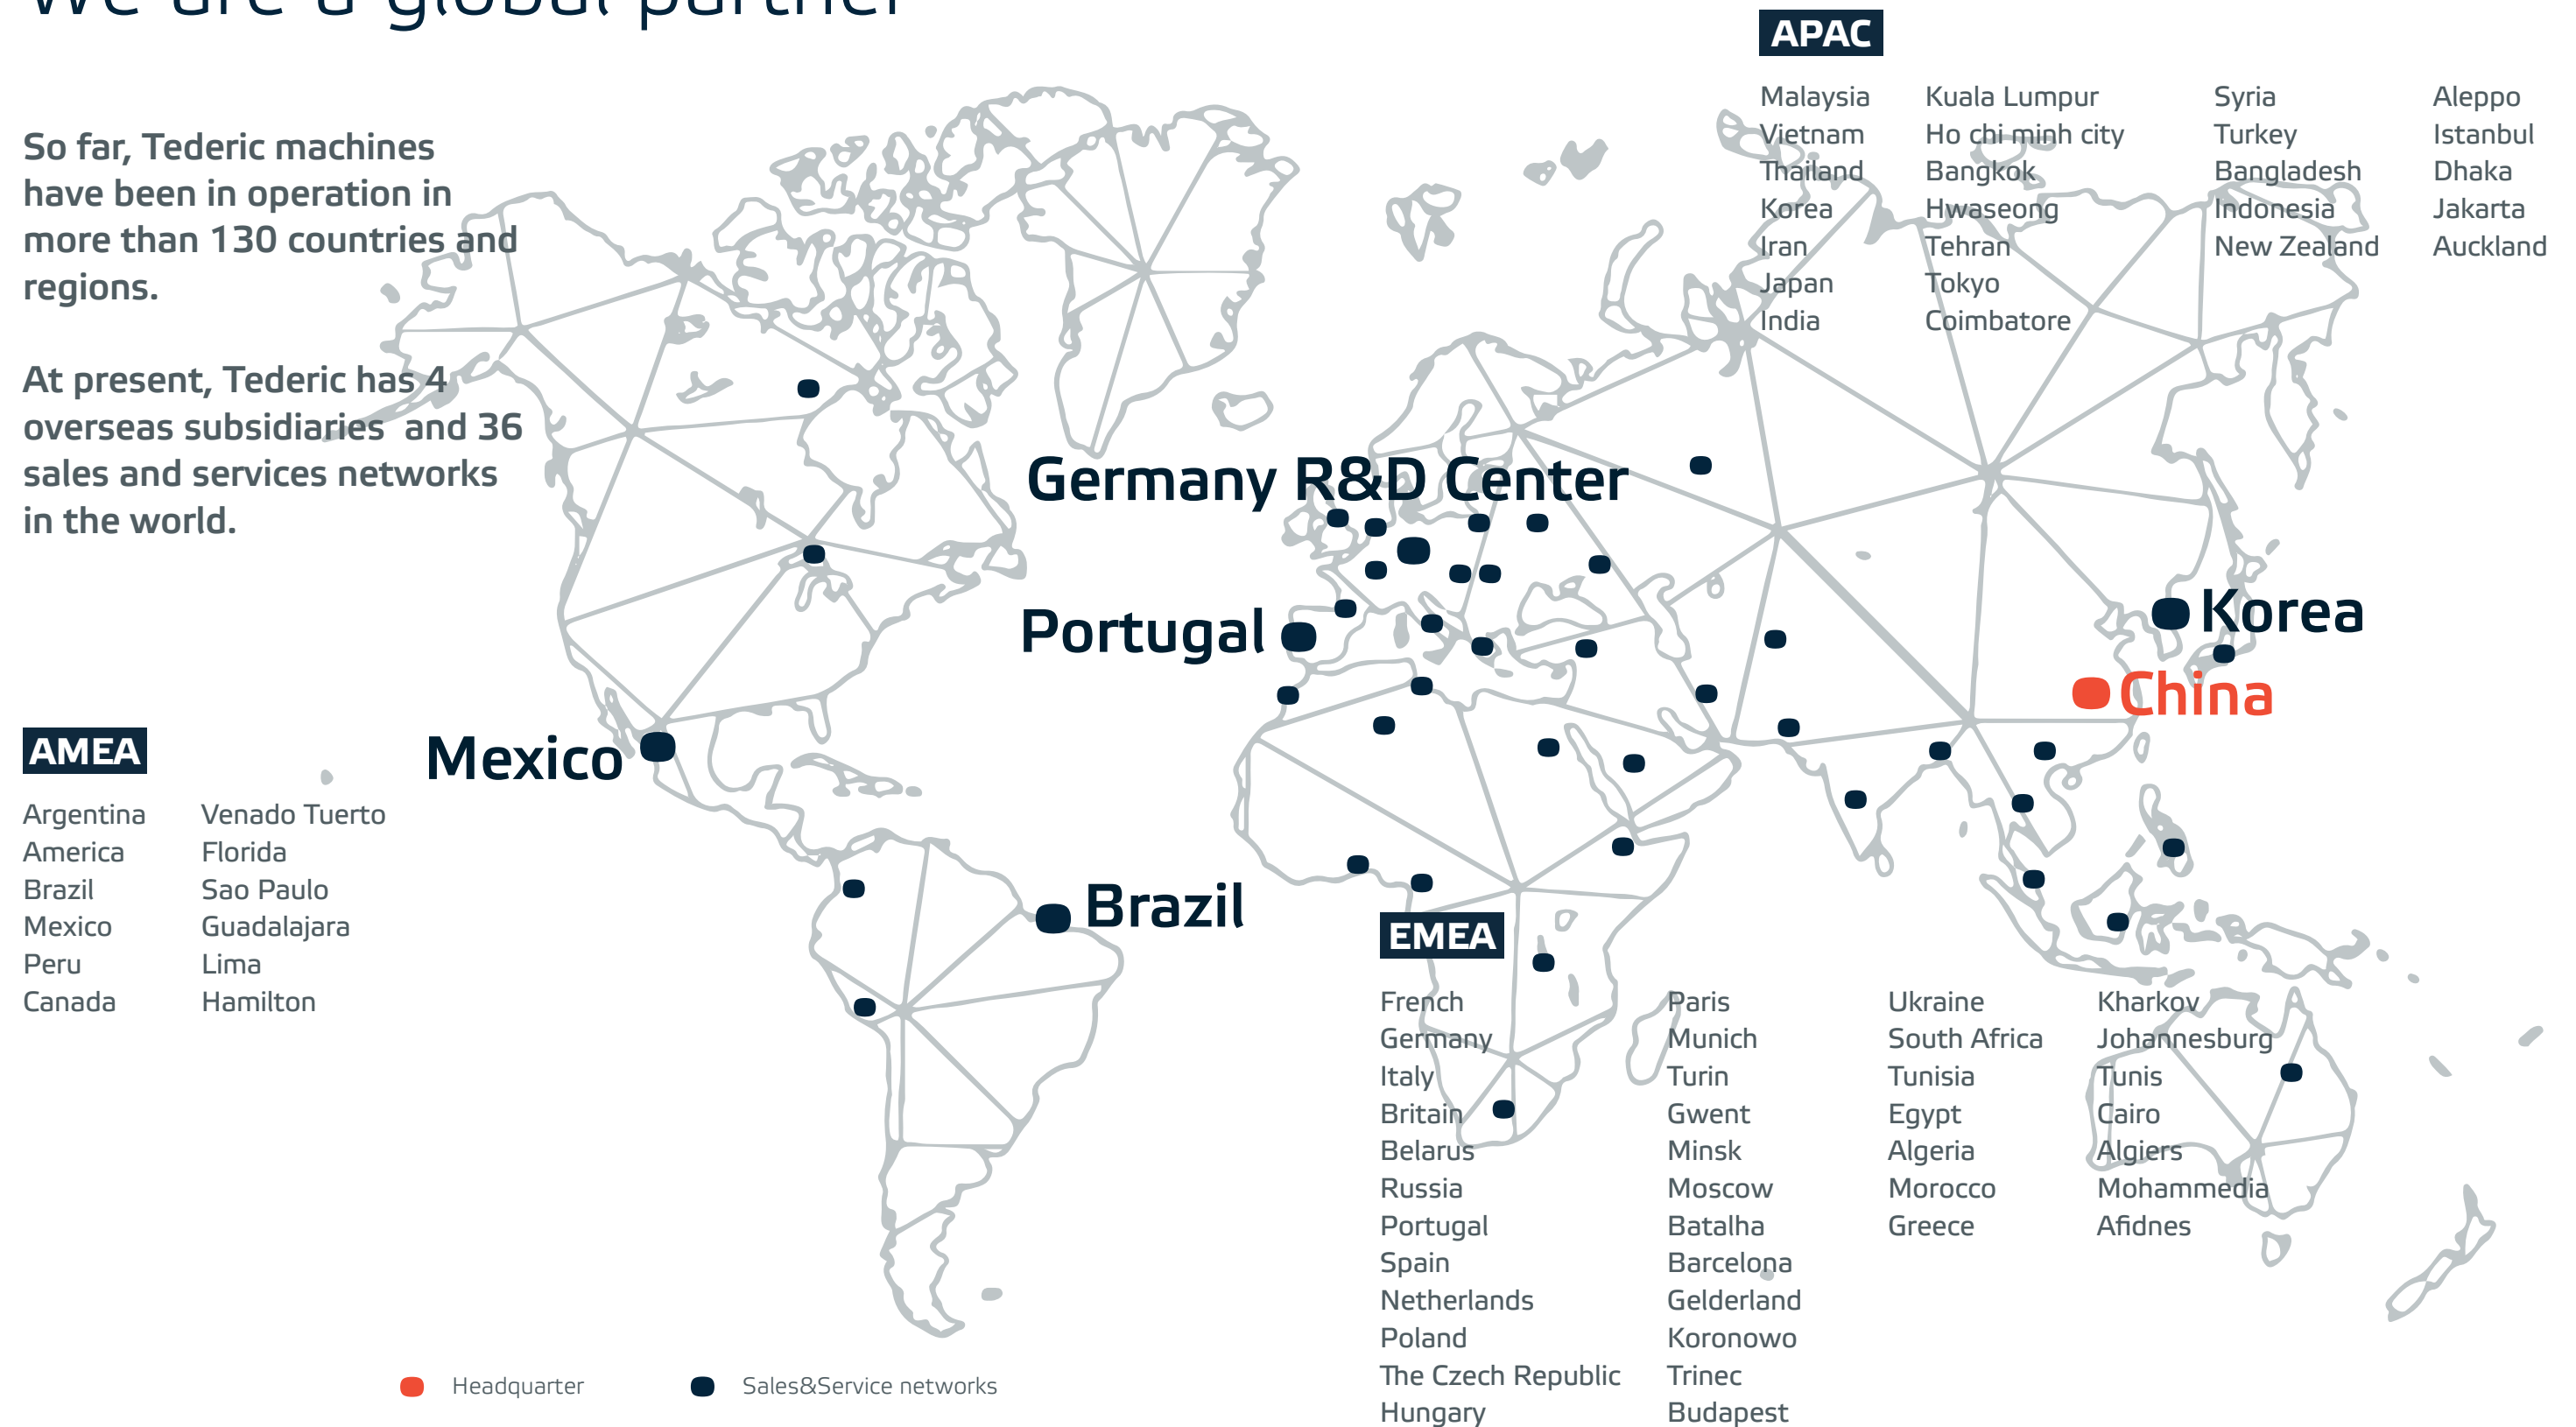 We are a global partner
So far, Tederic machines
have been in operation in
more than 130 countries and
regions.
At present, Tederic has 4
overseas subsidiaries and 36
sales and services networks
in the world.
APAC
Malaysia Kuala Lumpur Syria Aleppo
Vietnam Ho chi minh city Turkey Istanbul
Thailand Bangkok Bangladesh Dhaka
Korea Hwaseong Indonesia Jakarta
Iran Tehran New Zealand Auckland
Japan Tokyo
India Coimbatore
Germany R&D Center
Portugal
Korea
China
Mexico
Brazil
AMEA
Argentina Venado Tuerto
America Florida
Brazil Sao Paulo
Mexico Guadalajara
Peru Lima
Canada Hamilton
EMEA
French Paris Ukraine Kharkov
Germany Munich South Africa Johannesburg
Italy Turin Tunisia Tunis
Britain Gwent Egypt Cairo
Belarus Minsk Algeria Algiers
Russia Moscow Morocco Mohammedia
Portugal Batalha Greece Afidnes
Spain Barcelona
Netherlands Gelderland
Poland Koronowo
The Czech Republic Trinec
Hungary Budapest
Headquarter Sales&Service networks